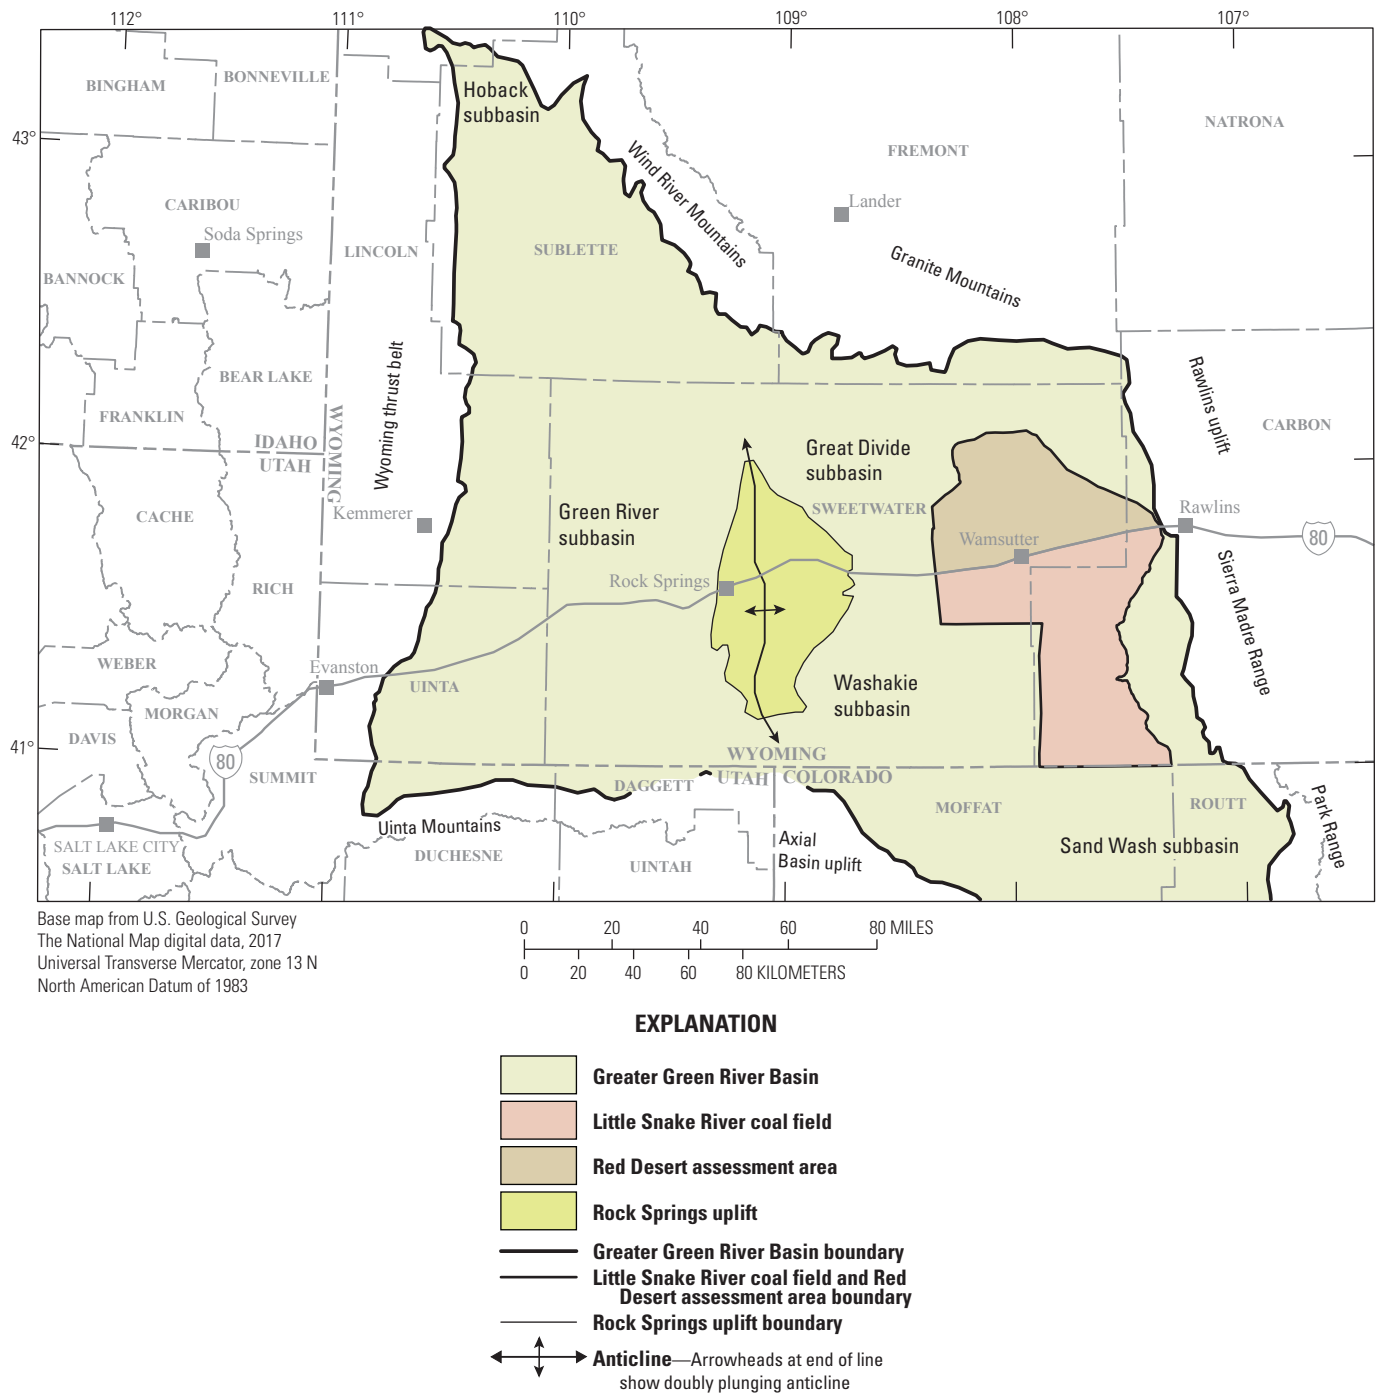 112°
111°
110°
109°
108°
107°
43°
42°
41°
BINGHAM
BONNEVILLE
Hoback
subbasin
NATRONA
FREMONT
Wind River Mountains
CARIBOU
Lander
Soda Springs
LINCOLN
SUBLETTE
BANNOCK
Granite Mountains
Wyoming thrust belt
BEAR LAKE
Rawlins uplift
FRANKLIN
WYOMING
CARBON
IDAHO
UTAH
Great Divide
subbasin
CACHE
Kemmerer
Green River
subbasin
SWEETWATER
Rawlins
Wamsutter
80
RICH
Rock Springs
Sierra Madre Range
WEBER
Evanston
UINTA
Washakie
subbasin
MORGAN
DAVIS
80
WYOMING
UTAH
COLORADO
SUMMIT
DAGGETT
MOFFAT
ROUTT
Park Range
Uinta Mountains
SALT LAKE CITY
SALT LAKE
DUCHESNE
UINTAH
Axial
Basin uplift
Sand Wash subbasin
Base map from U.S. Geological Survey
The National Map digital data, 2017
Universal Transverse Mercator, zone 13 N
North American Datum of 1983
0 20 40 60 80 MILES
0 20 40 60 80 KILOMETERS
EXPLANATION
Greater Green River Basin
Little Snake River coal field
Red Desert assessment area
Rock Springs uplift
Greater Green River Basin boundary
Little Snake River coal field and Red
Desert assessment area boundary
Rock Springs uplift boundary
Anticline—Arrowheads at end of line
show doubly plunging anticline